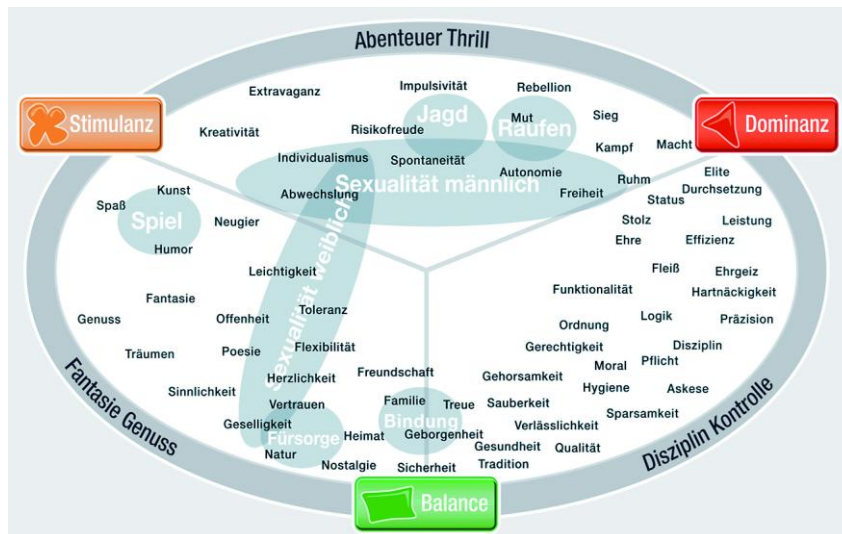 Abenteuer Thrill
Stimulanz
Dominanz
Extravaganz
Impulsivität
Rebellion
Jagd
Mut
Raufen
Sieg
Kreativität
Risikofreude
Kampf
Macht
Individualismus
Spontaneität
Autonomie
Elite
Sexualität männlich
Ruhm
Durchsetzung
Kunst
Abwechslung
Freiheit
Status
Spaß
Spiel
Neugier
Stolz
Leistung
Humor
Ehre
Effizienz
Sexualität weiblich
Leichtigkeit
Fleiß
Ehrgeiz
Fantasie
Funktionalität
Hartnäckigkeit
Genuss
Offenheit
Toleranz
Ordnung
Logik
Präzision
Träumen
Poesie
Flexibilität
Gerechtigkeit
Disziplin
Moral
Pflicht
Freundschaft
Herzlichkeit
Gehorsamkeit
Sinnlichkeit
Hygiene
Askese
Vertrauen
Familie
Treue
Sauberkeit
Sparsamkeit
Geselligkeit
Bindung
Verlässlichkeit
Fürsorge
Heimat
Geborgenheit
Gesundheit
Qualität
Natur
Nostalgie
Sicherheit
Tradition
Fantasie Genuss
Disziplin Kontrolle
Balance